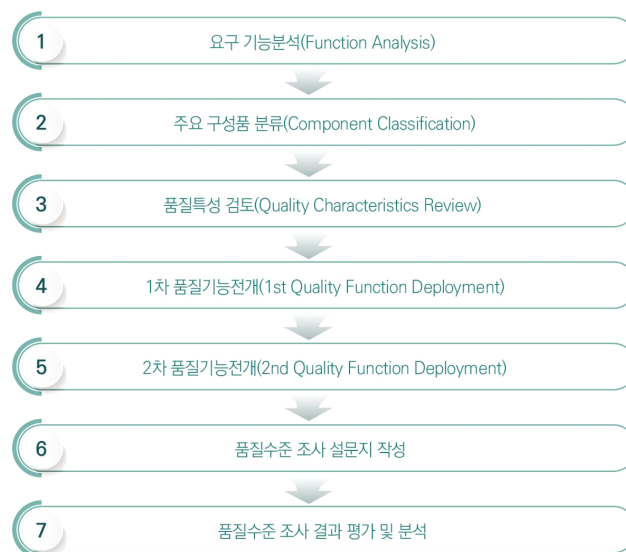 1 요구 기능분석(Function Analysis)
2 주요 구성품 분류(Component Classification)
3 품질특성 검토(Quality Characteristics Review)
4 1차 품질기능전개(1st Quality Function Deployment)
5 2차 품질기능전개(2nd Quality Function Deployment)
6 품질수준 조사 설문지 작성
7 품질수준 조사 결과 평가 및 분석